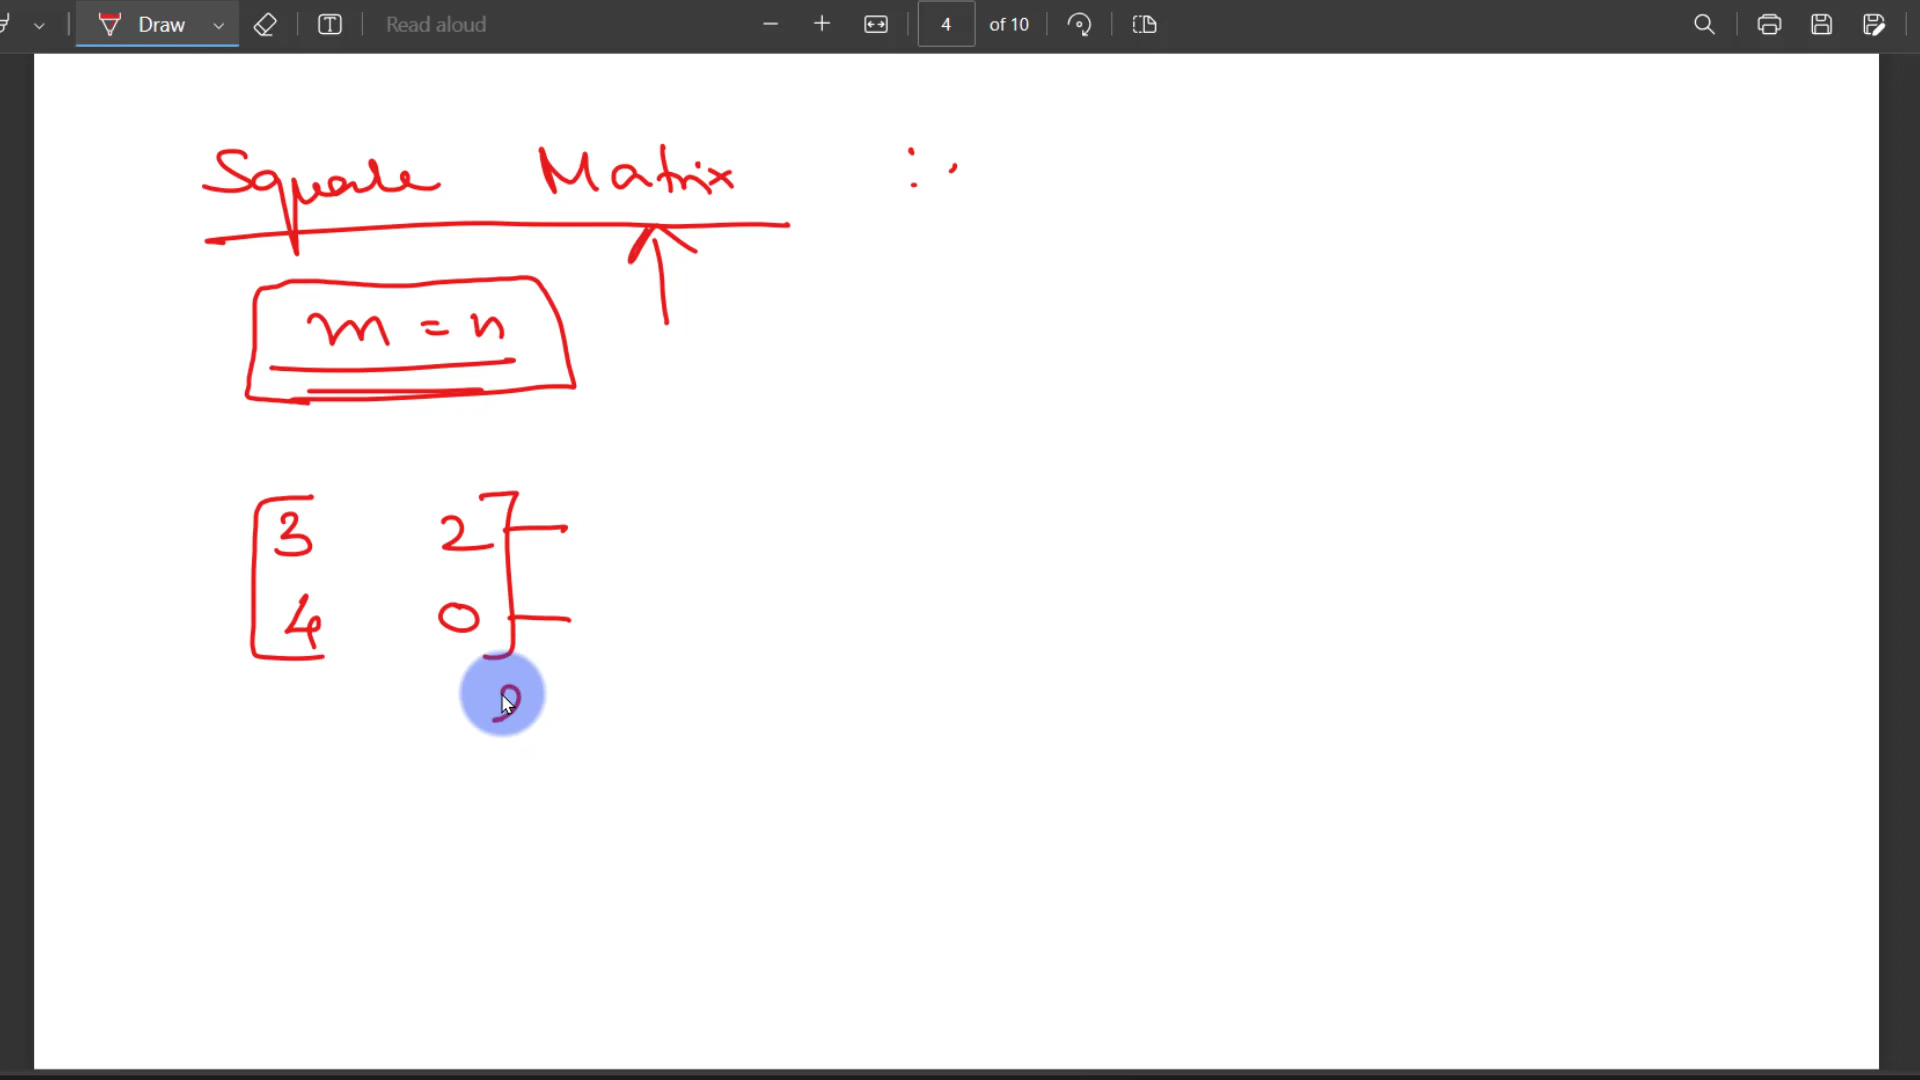 Draw
Read aloud
4 of 10
Square Matrix :
m = n
3 2
4 0